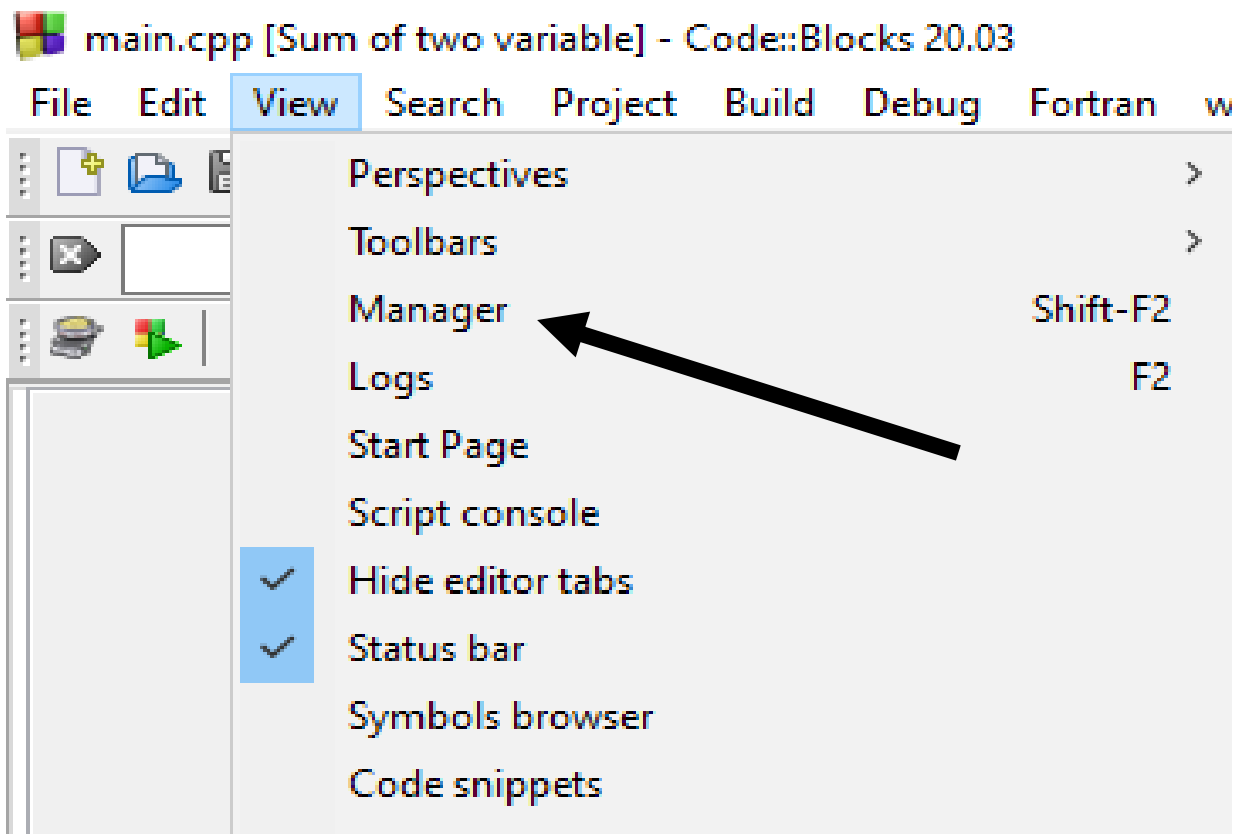 main.cpp [Sum of two variable] - Code::Blocks 20.03
File Edit View Search Project Build Debug Fortran w
Perspectives >
Toolbars >
Manager Shift-F2
Logs F2
Start Page
Script console
Hide editor tabs
Status bar
Symbols browser
Code snippets